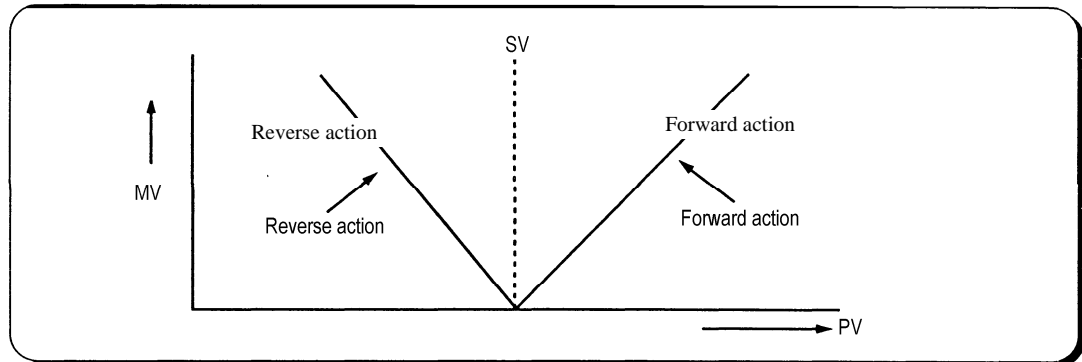 SV
Reverse action
Forward action
MV
Reverse action
Forward action
PV